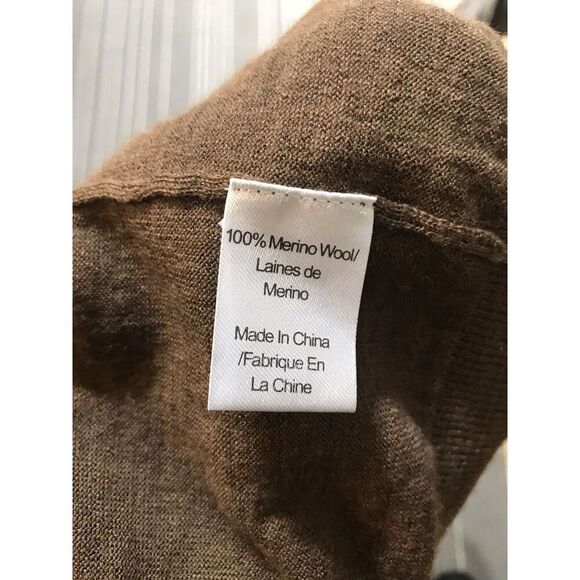 100% Merino Wool/
Laines de
Merino
Made In China
/Fabrique En
La Chine